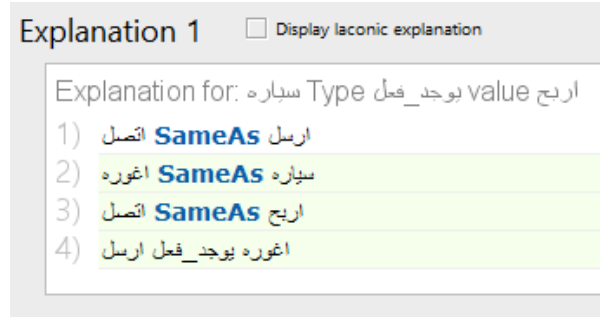 Explanation 1
Display laconic explanation
Explanation for: سياره Type يوجد_فعل value اربح
1) ارسل SameAs اتصل
2) سياره SameAs اغوره
3) اربح SameAs اتصل
4) اغوره يوجد_فعل ارسل